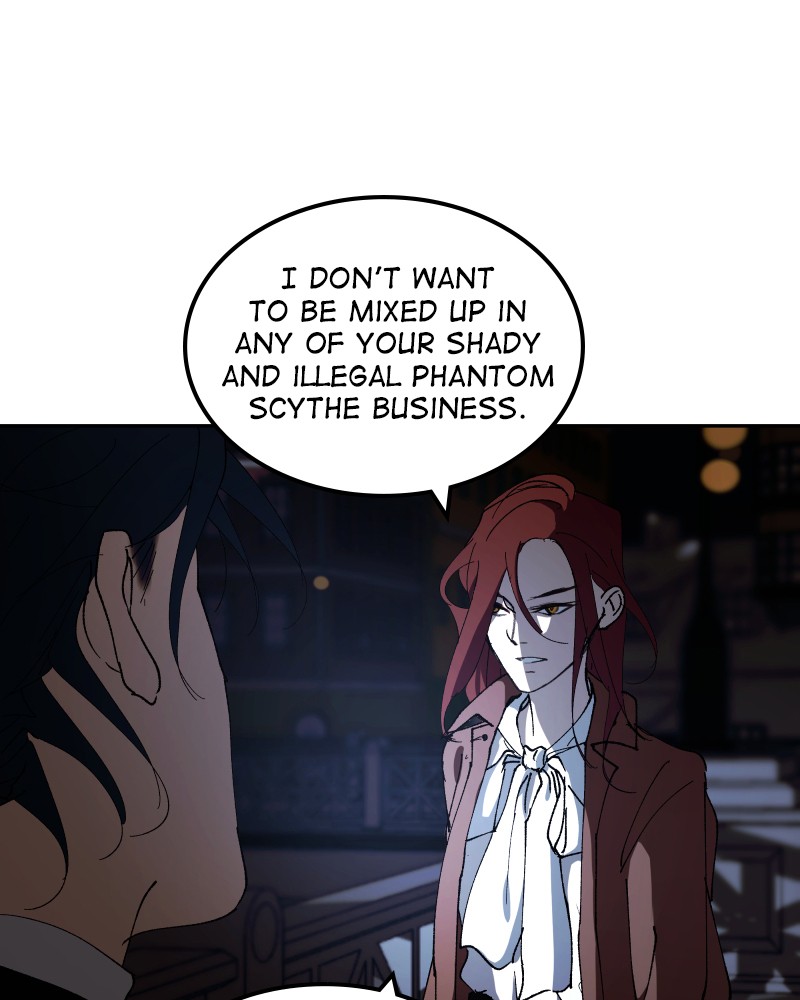 I DON'T WANT
TO BE MIXED UP IN
ANY OF YOUR SHADY
AND ILLEGAL PHANTOM
SCYTHE BUSINESS.